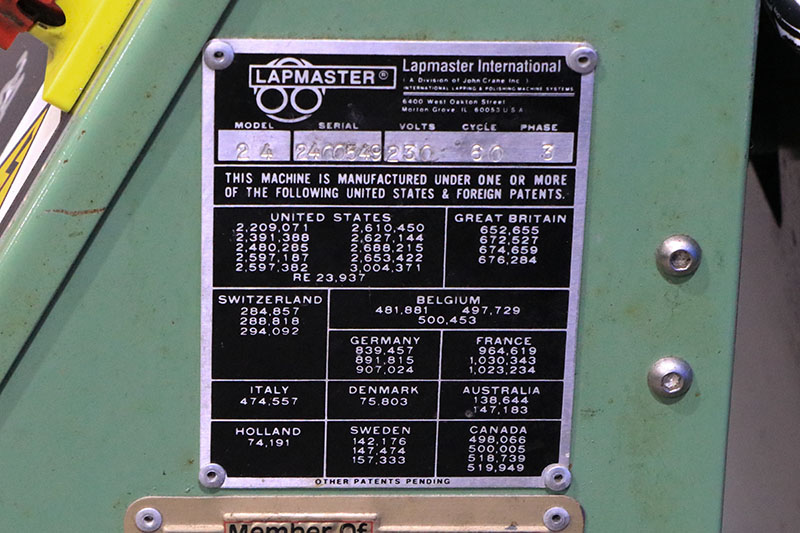 LAPMASTER®
Lapmaster International
(A Division of John Crane Inc.)
INTERNATIONAL LAPPING & POLISHING MACHINE SYSTEMS
6400 West Oakton Street
Morton Grove IL 60053 U.S.A.
MODEL SERIAL VOLTS CYCLE PHASE
24 2400549 230 60 3
THIS MACHINE IS MANUFACTURED UNDER ONE OR MORE
OF THE FOLLOWING UNITED STATES & FOREIGN PATENTS.
UNITED STATES
2,209,071 2,610,450
2,391,388 2,627,144
2,480,285 2,688,215
2,597,187 2,653,422
2,597,382 3,004,371
RE 23,937
GREAT BRITAIN
652,655
672,527
674,659
676,284
SWITZERLAND
284,857
288,818
294,092
BELGIUM
481,881 497,729
500,453
GERMANY
839,457
891,815
907,024
FRANCE
964,619
1,030,343
1,023,234
ITALY
474,557
DENMARK
75,803
AUSTRALIA
138,644
147,183
HOLLAND
74,191
SWEDEN
142,176
147,474
157,333
CANADA
498,066
500,005
518,739
519,949
OTHER PATENTS PENDING
Member Of